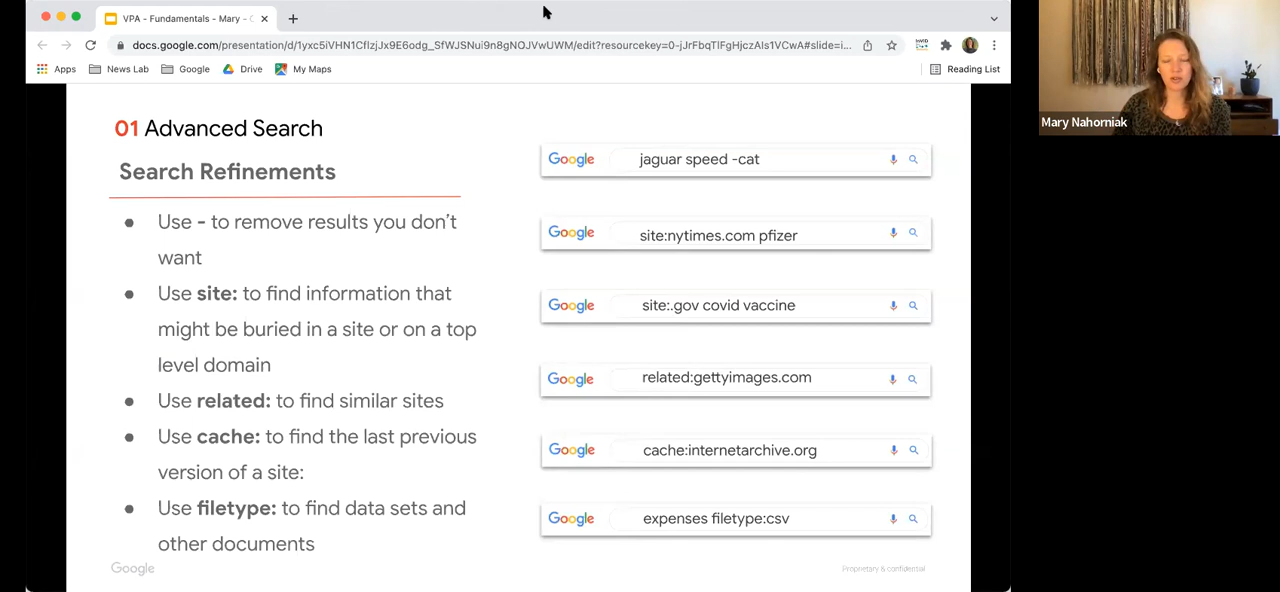 VPA - Fundamentals - Mary -
docs.google.com/presentation/d/1yxc5iVHN1CfIzjJx9E6odg_SfWJSNui9n8gNOJVwUWM/edit?resourcekey=0-jJrFbqTlFgHjczAIs1VCwA#slide=i...
Apps News Lab Google Drive My Maps Reading List
01 Advanced Search
Search Refinements
Use - to remove results you don't
want
Use site: to find information that
might be buried in a site or on a top
level domain
Use related: to find similar sites
Use cache: to find the last previous
version of a site:
Use filetype: to find data sets and
other documents
Google jaguar speed -cat
Google site:nytimes.com pfizer
Google site:.gov covid vaccine
Google related:gettyimages.com
Google cache:internetarchive.org
Google expenses filetype:csv
Google
Proprietary & confidential
Mary Nahorniak